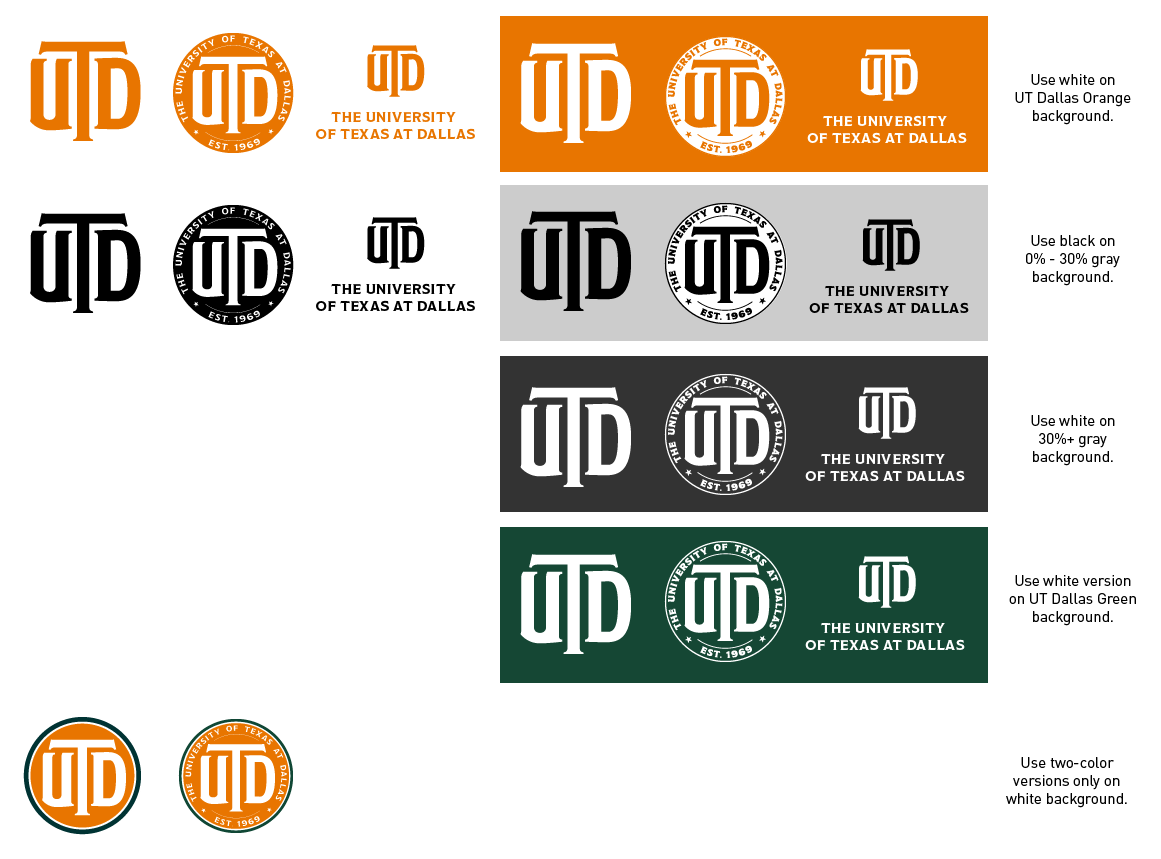 UTD
THE UNIVERSITY OF TEXAS AT DALLAS
UTD
EST. 1969
UTD
THE UNIVERSITY
OF TEXAS AT DALLAS
UTD
THE UNIVERSITY OF TEXAS AT DALLAS
UTD
EST. 1969
UTD
THE UNIVERSITY
OF TEXAS AT DALLAS
Use white on
UT Dallas Orange
background.
UTD
THE UNIVERSITY OF TEXAS AT DALLAS
UTD
EST. 1969
UTD
THE UNIVERSITY
OF TEXAS AT DALLAS
UTD
THE UNIVERSITY OF TEXAS AT DALLAS
UTD
EST. 1969
UTD
THE UNIVERSITY
OF TEXAS AT DALLAS
Use black on
0% - 30% gray
background.
UTD
THE UNIVERSITY OF TEXAS AT DALLAS
UTD
EST. 1969
UTD
THE UNIVERSITY
OF TEXAS AT DALLAS
Use white on
30%+ gray
background.
UTD
THE UNIVERSITY OF TEXAS AT DALLAS
UTD
EST. 1969
UTD
THE UNIVERSITY
OF TEXAS AT DALLAS
Use white version
on UT Dallas Green
background.
UTD
THE UNIVERSITY OF TEXAS AT DALLAS
UTD
EST 1969
Use two-color
versions only on
white background.